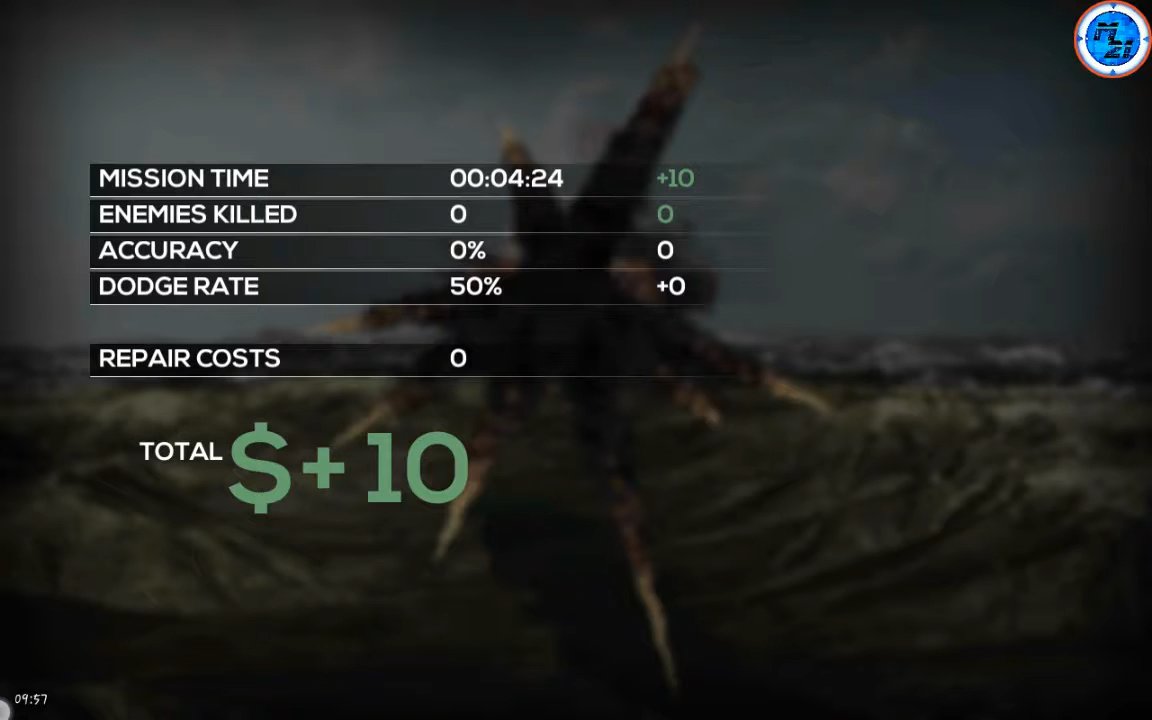 M
21
MISSION TIME 00:04:24 +10
ENEMIES KILLED 0 0
ACCURACY 0% 0
DODGE RATE 50% +0
REPAIR COSTS 0
TOTAL $+10
09:57